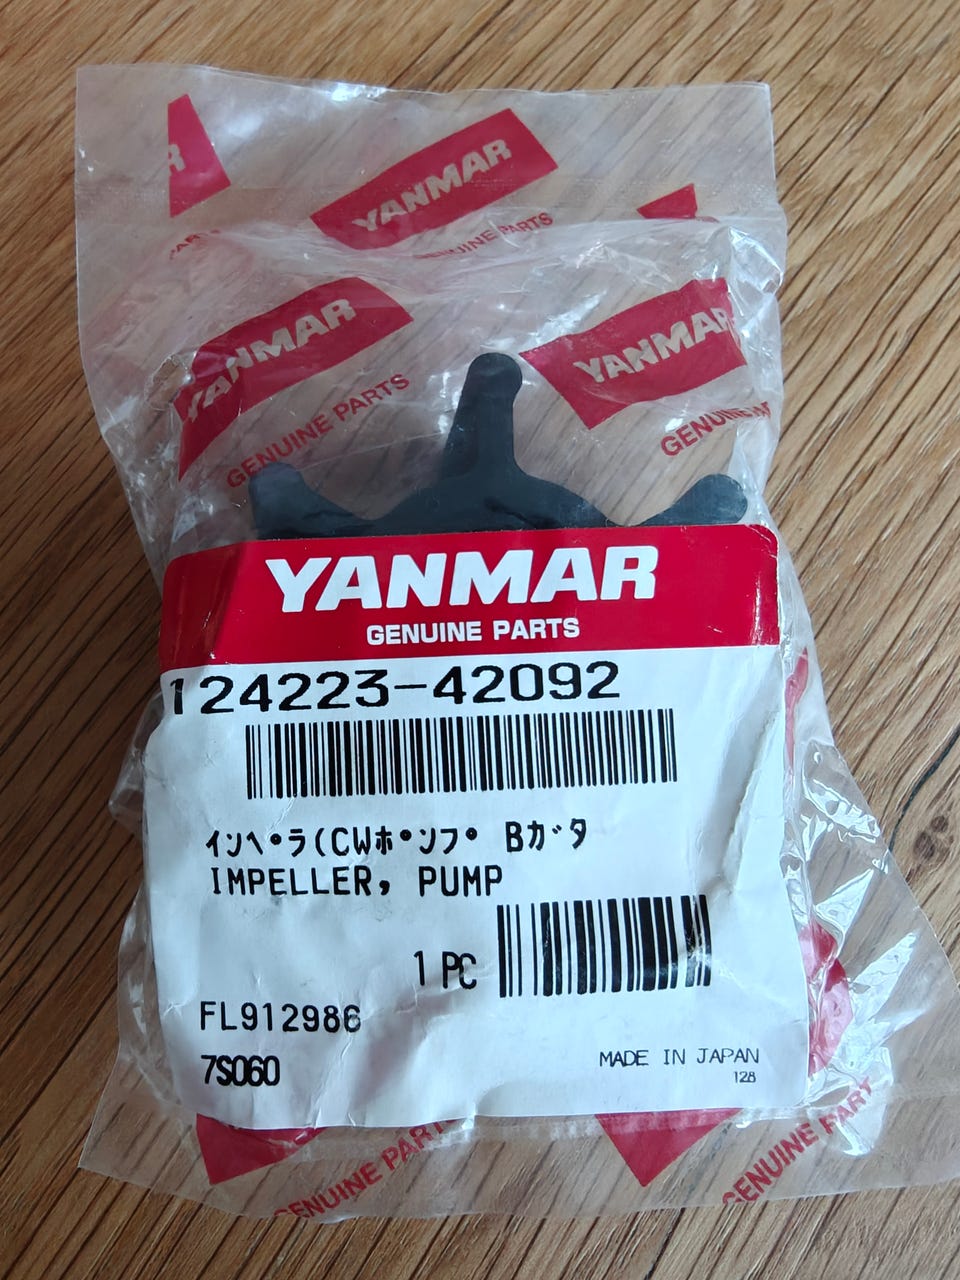 R
YANMAR
GENUINE PARTS
PARTS
YANMAR
GENUINE PARTS
YANMAR
GENUINE
YANMAR
GENUINE PARTS
124223-42092
インペラ(CWポンプ Bガタ
IMPELLER, PUMP
1 PC
FL912986
7S060
MADE IN JAPAN
128
GENUINE PARTS
GENUINE PART